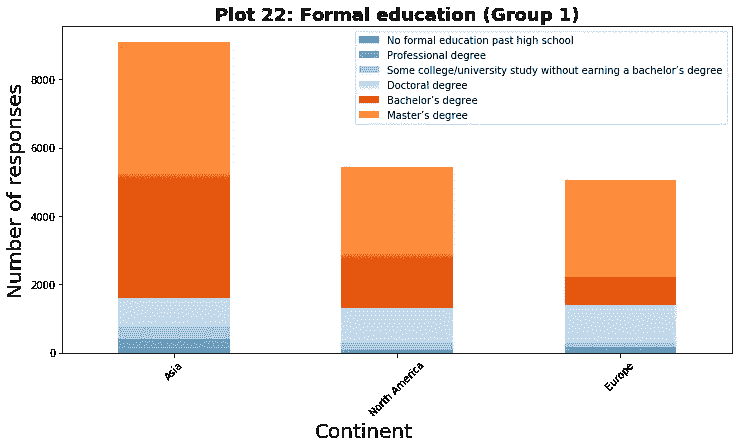 Plot 22: Formal education (Group 1)
No formal education past high school
Professional degree
Some college/university study without earning a bachelor’s degree
Doctoral degree
Bachelor’s degree
Master’s degree
Number of responses
8000
6000
4000
2000
0
Asia
North America
Europe
Continent